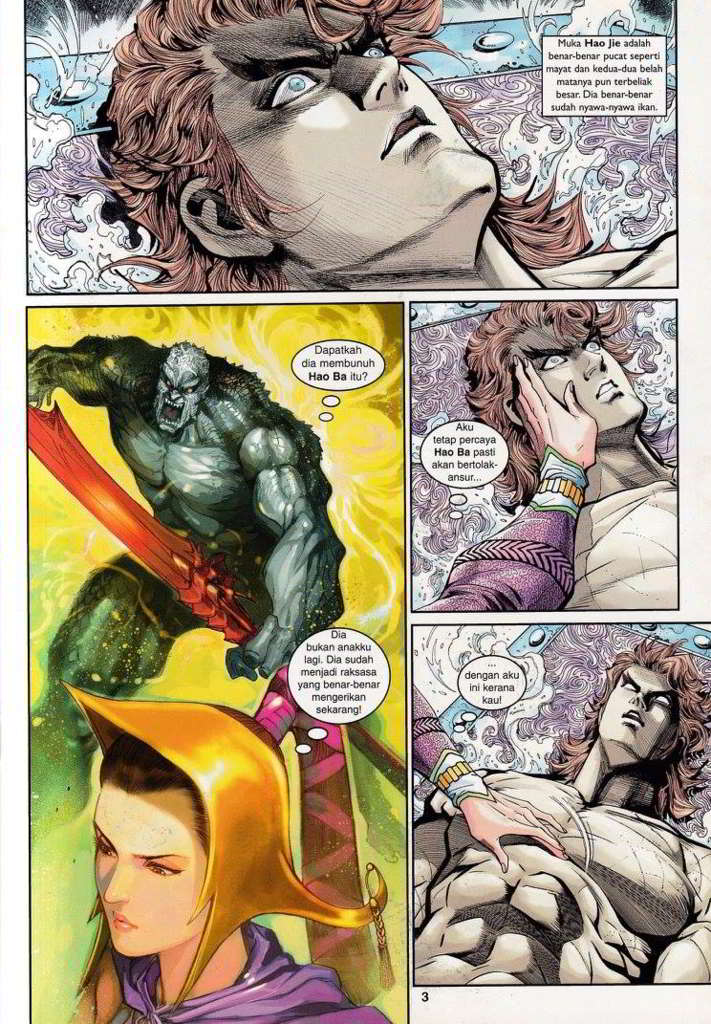 Muka Hao Jie adalah
benar-benar pucat seperti
mayat dan kedua-dua belah
matanya pun terbeliak
besar. Dia benar-benar
sudah nyawa-nyawa ikan.
Dapatkah
dia membunuh
Hao Ba itu?
Dia
bukan anakku
lagi. Dia sudah
menjadi raksasa
yang benar-benar
mengerikan
sekarang!
Aku
tetap percaya
Hao Ba pasti
akan bertolak-
ansur...
...
dengan aku
ini kerana
kau!
3